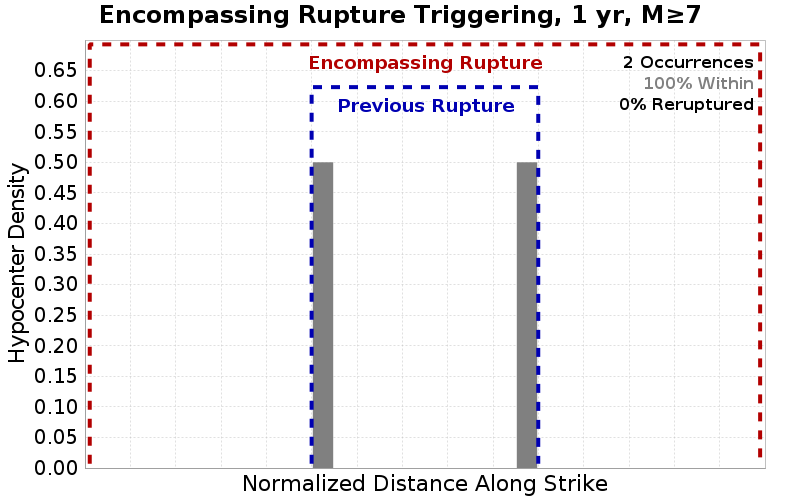 Encompassing Rupture Triggering, 1 yr, M≥7
Encompassing Rupture
Previous Rupture
2 Occurrences
100% Within
0% Reruptured
Hypocenter Density
0.65
0.60
0.55
0.50
0.45
0.40
0.35
0.30
0.25
0.20
0.15
0.10
0.05
0.00
Normalized Distance Along Strike